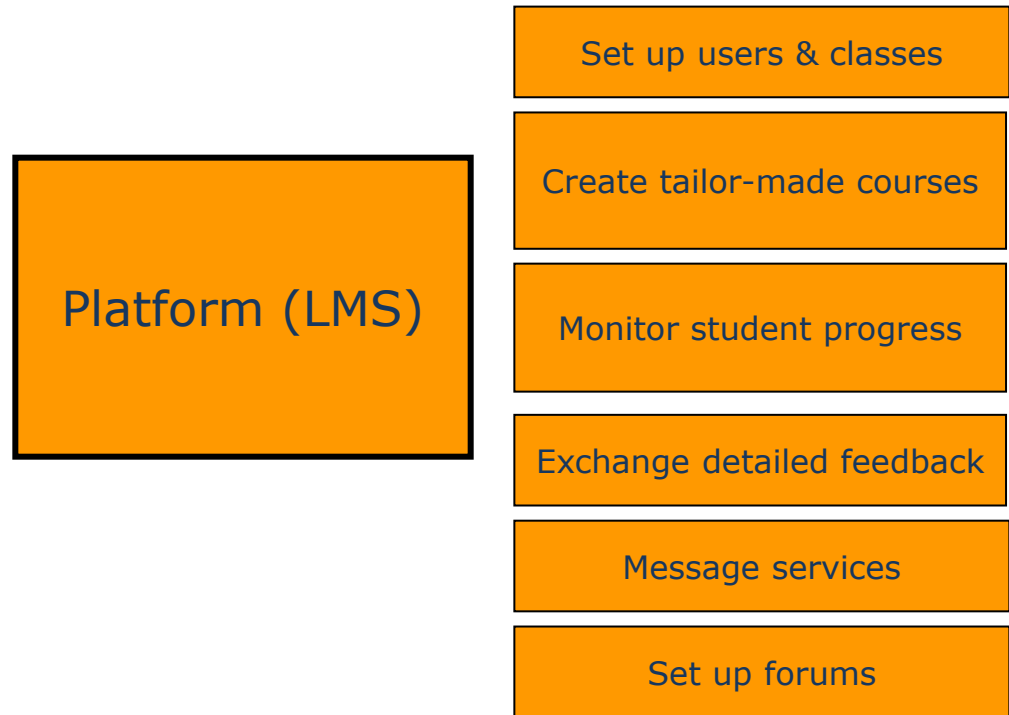 Platform (LMS)
Set up users & classes
Create tailor-made courses
Monitor student progress
Exchange detailed feedback
Message services
Set up forums